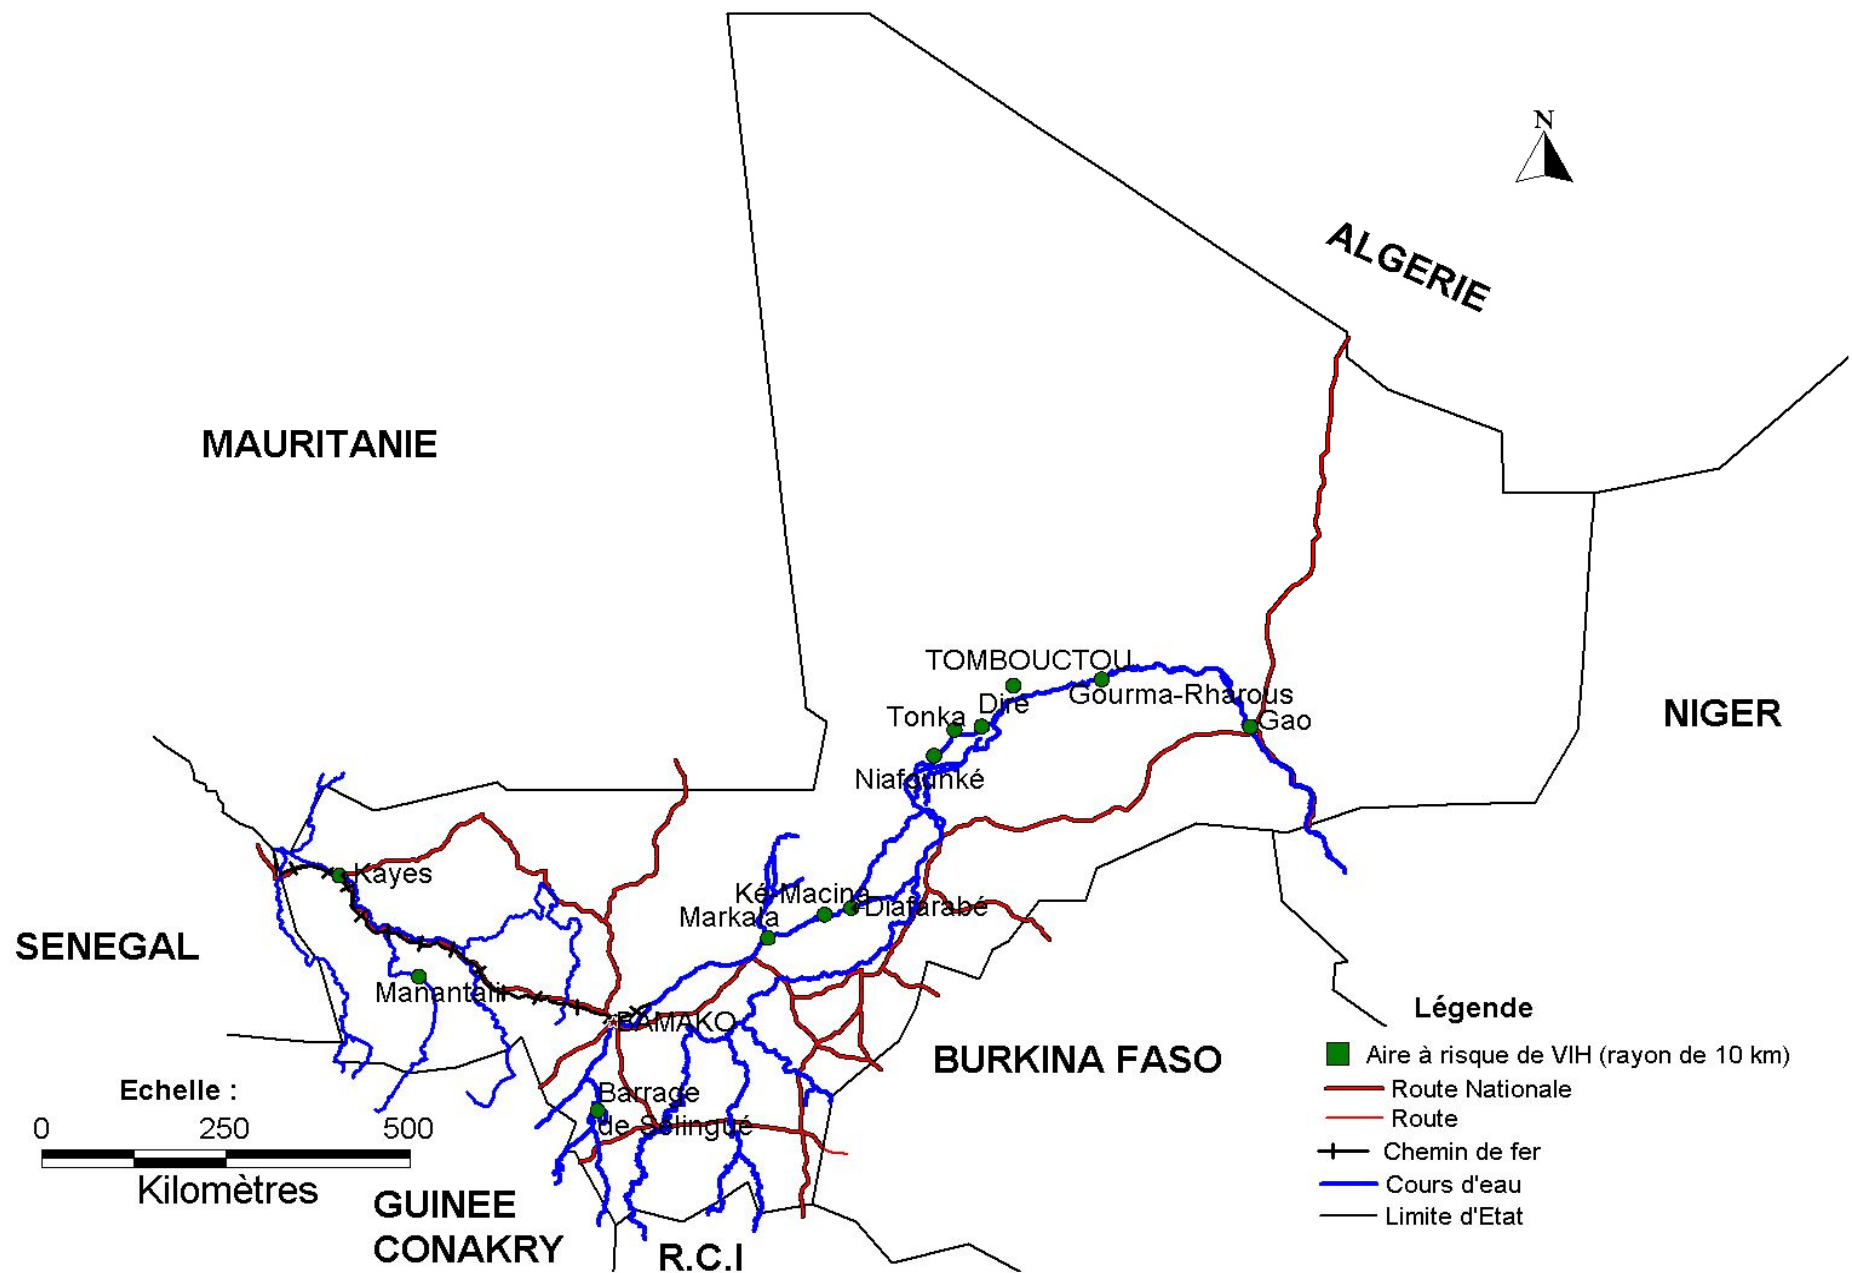 N
ALGERIE
MAURITANIE
TOMBOUCTOU
Gourma-Rharous
Diré
Tonka
Gao
NIGER
Niafounké
Kayes
Ké-Macina
Diafarabé
Markala
SENEGAL
Manantali
BAMAKO
BURKINA FASO
Barrage
de Sélingué
Echelle :
0 250 500
Kilomètres
GUINEE
CONAKRY
R.C.I
Légende
Aire à risque de VIH (rayon de 10 km)
Route Nationale
Route
Chemin de fer
Cours d'eau
Limite d'Etat